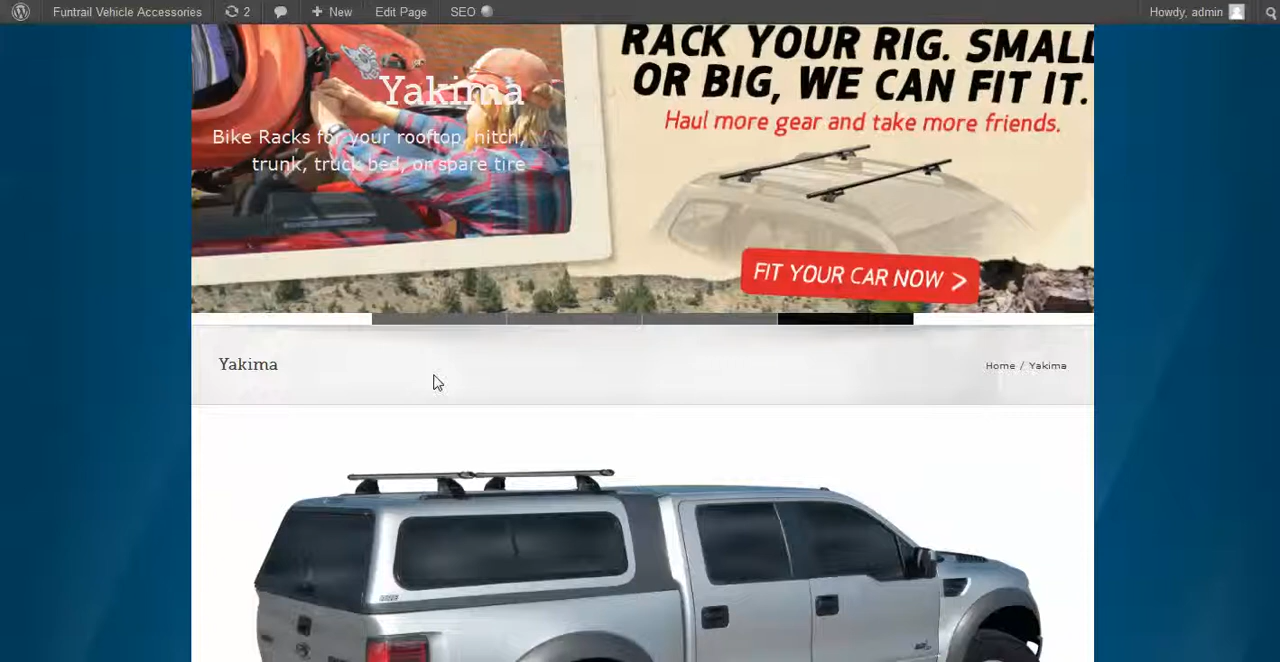 Funtrail Vehicle Accessories 2 New Edit Page SEO Howdy, admin
RACK YOUR RIG. SMALL
OR BIG, WE CAN FIT IT.
Haul more gear and take more friends.
Yakima
Bike Racks for your rooftop, hitch,
trunk, truck bed, or spare tire
FIT YOUR CAR NOW >
Yakima
Home / Yakima